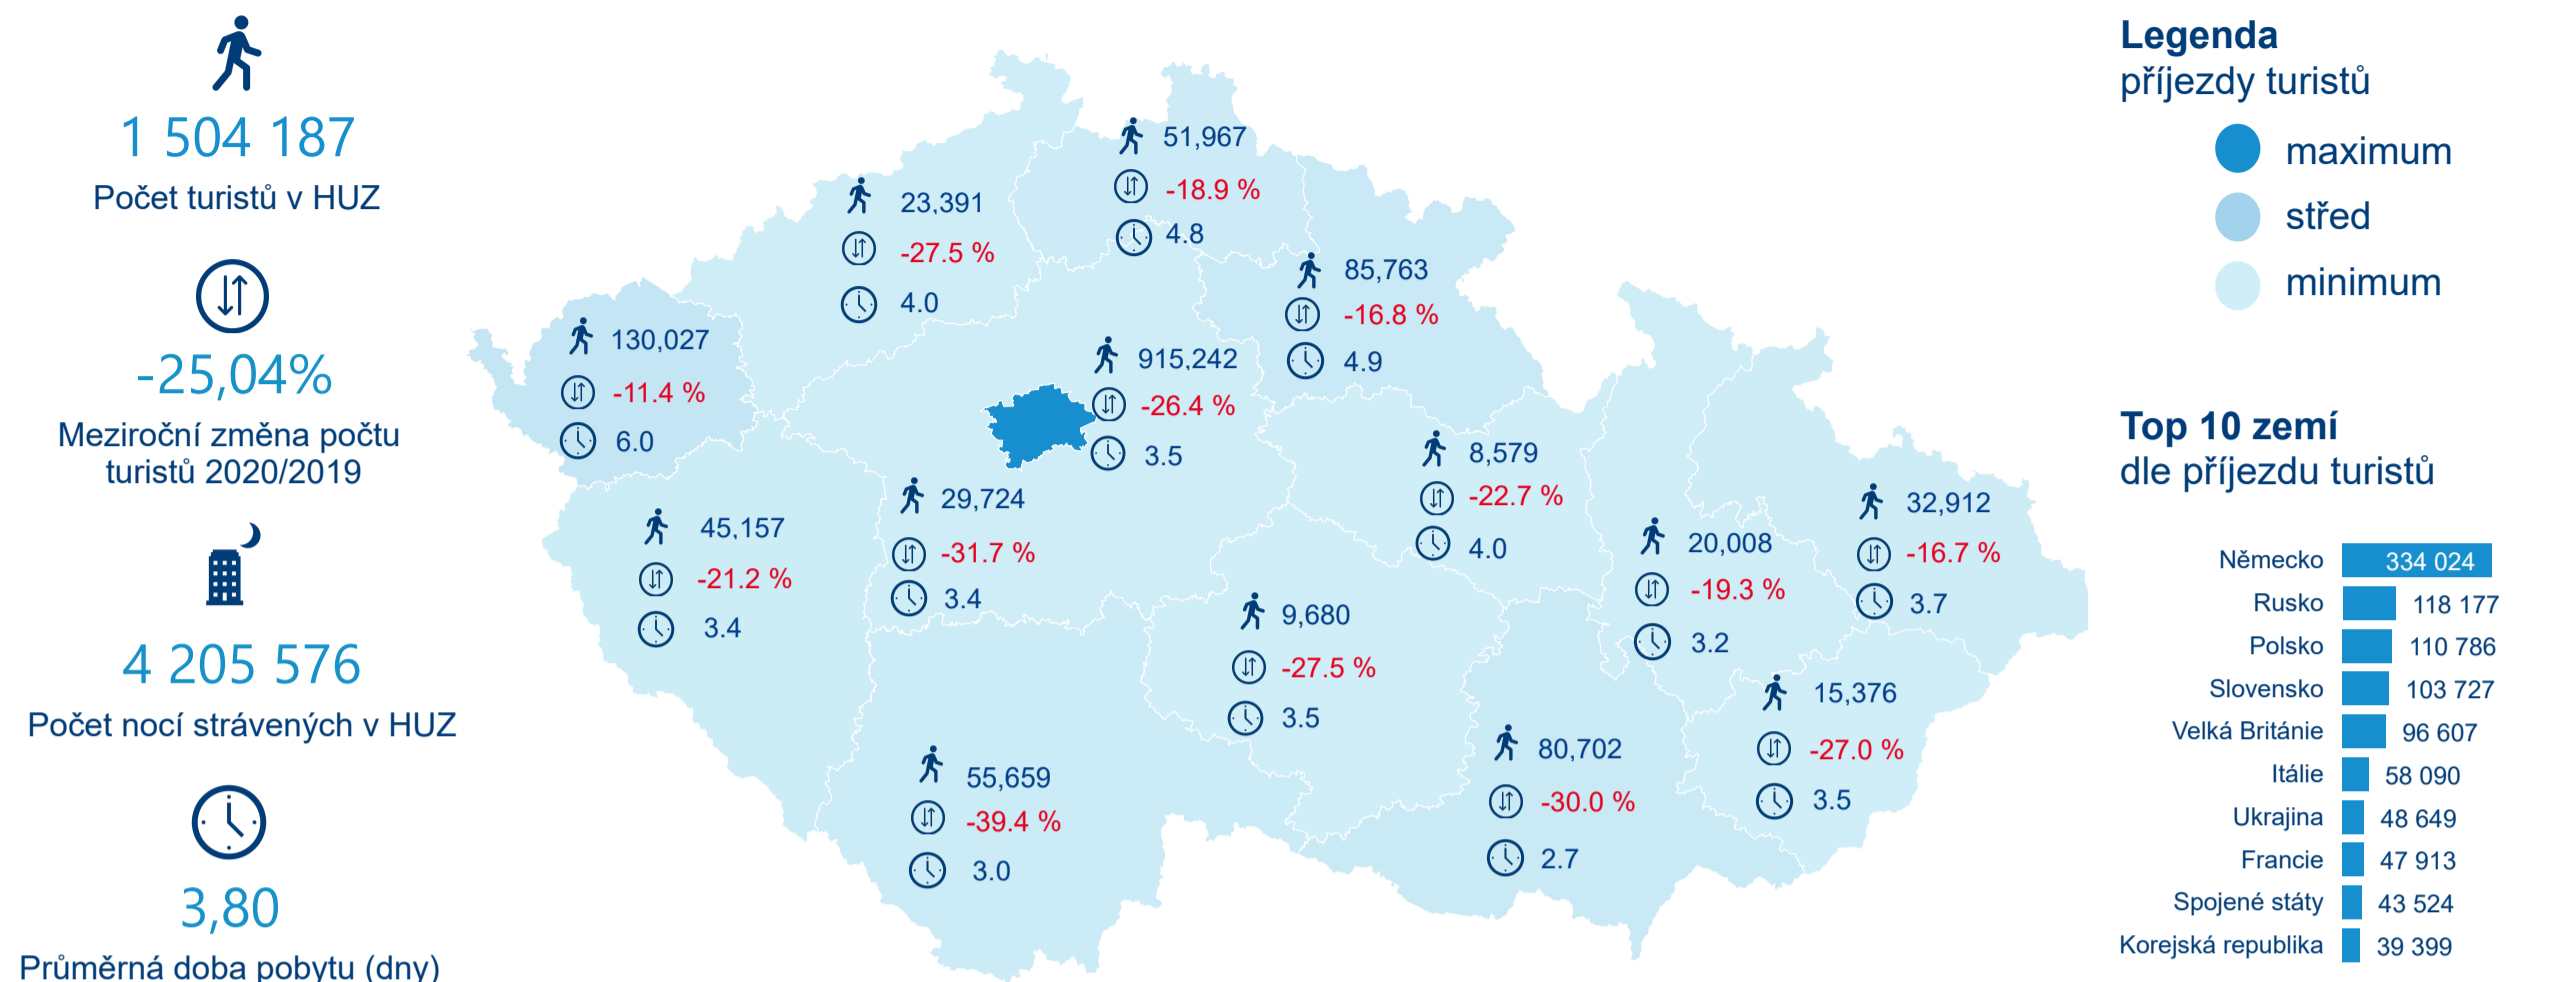 1 504 187
Počet turistů v HUZ
-25,04%
Meziroční změna počtu
turistů 2020/2019
4 205 576
Počet nocí strávených v HUZ
3,80
Průměrná doba pobytu (dny)
51,967
-18.9 %
4.8
23,391
-27.5 %
4.0
85,763
-16.8 %
4.9
130,027
-11.4 %
6.0
915,242
-26.4 %
3.5
8,579
-22.7 %
4.0
29,724
-31.7 %
3.4
45,157
-21.2 %
3.4
20,008
-19.3 %
3.2
32,912
-16.7 %
3.7
9,680
-27.5 %
3.5
15,376
-27.0 %
3.5
55,659
-39.4 %
3.0
80,702
-30.0 %
2.7
Legenda
příjezdy turistů
maximum
střed
minimum
Top 10 zemí
dle příjezdu turistů
Německo 334 024
Rusko 118 177
Polsko 110 786
Slovensko 103 727
Velká Británie 96 607
Itálie 58 090
Ukrajina 48 649
Francie 47 913
Spojené státy 43 524
Korejská republika 39 399